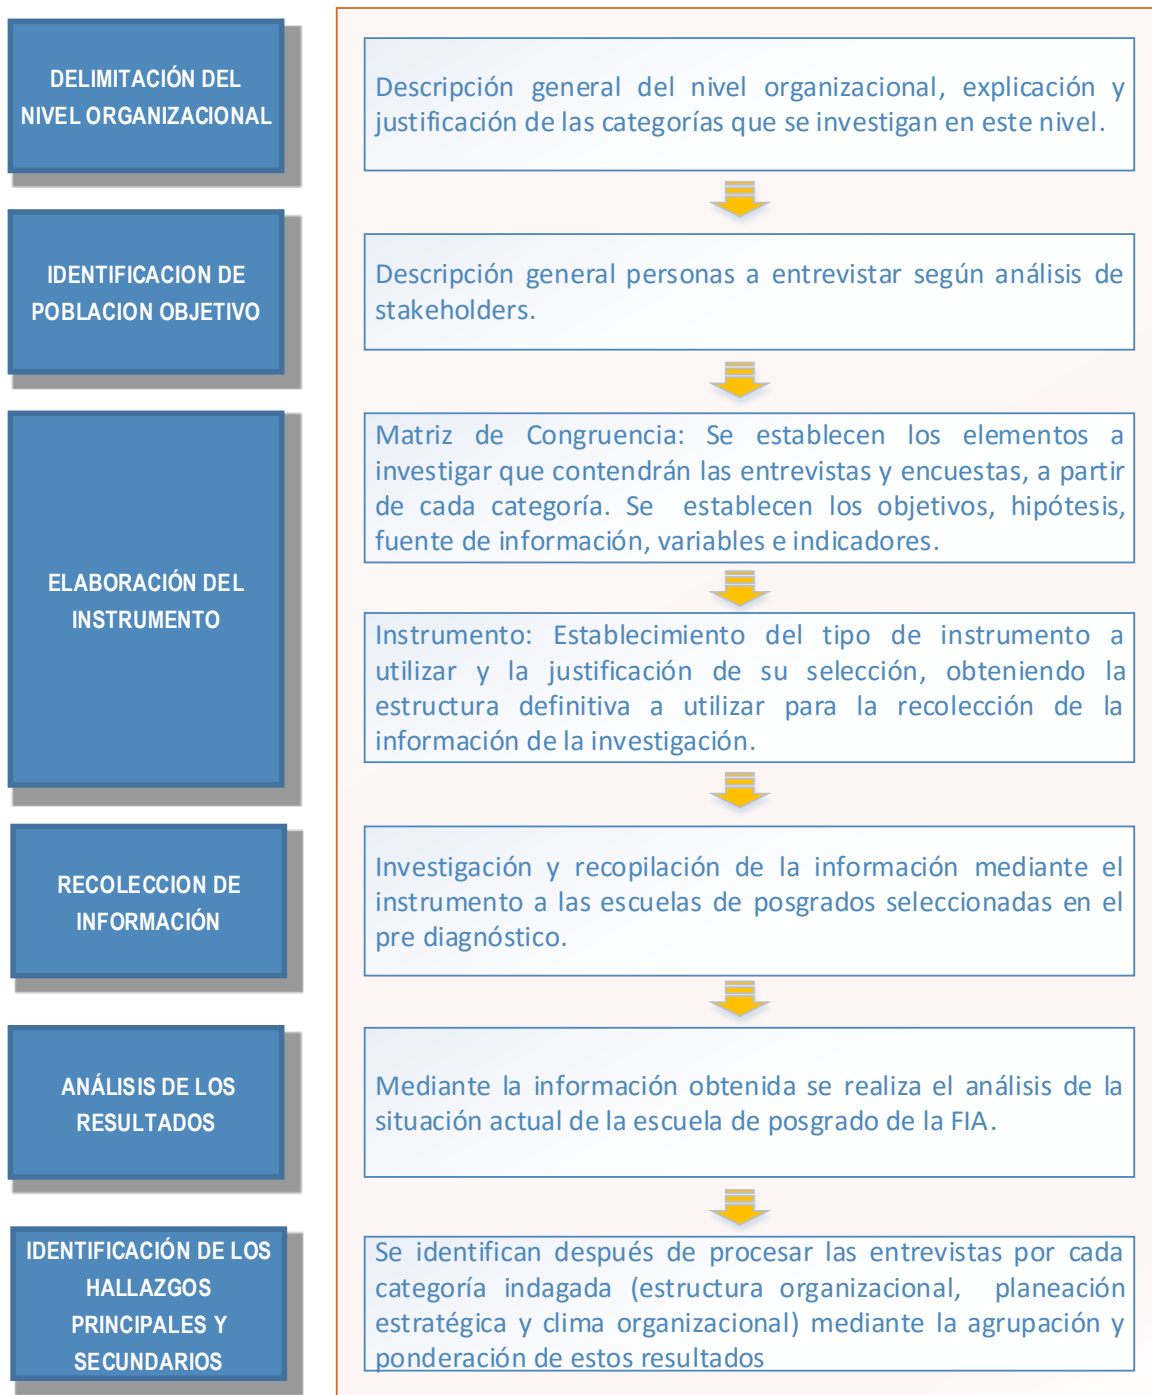 DELIMITACIÓN DEL
NIVEL ORGANIZACIONAL
Descripción general del nivel organizacional, explicación y
justificación de las categorías que se investigan en este nivel.
IDENTIFICACION DE
POBLACION OBJETIVO
Descripción general personas a entrevistar según análisis de
stakeholders.
ELABORACIÓN DEL
INSTRUMENTO
Matriz de Congruencia: Se establecen los elementos a
investigar que contendrán las entrevistas y encuestas, a partir
de cada categoría. Se establecen los objetivos, hipótesis,
fuente de información, variables e indicadores.
Instrumento: Establecimiento del tipo de instrumento a
utilizar y la justificación de su selección, obteniendo la
estructura definitiva a utilizar para la recolección de la
información de la investigación.
RECOLECCION DE
INFORMACIÓN
Investigación y recopilación de la información mediante el
instrumento a las escuelas de posgrados seleccionadas en el
pre diagnóstico.
ANÁLISIS DE LOS
RESULTADOS
Mediante la información obtenida se realiza el análisis de la
situación actual de la escuela de posgrado de la FIA.
IDENTIFICACIÓN DE LOS
HALLAZGOS
PRINCIPALES Y
SECUNDARIOS
Se identifican después de procesar las entrevistas por cada
categoría indagada (estructura organizacional, planeación
estratégica y clima organizacional) mediante la agrupación y
ponderación de estos resultados